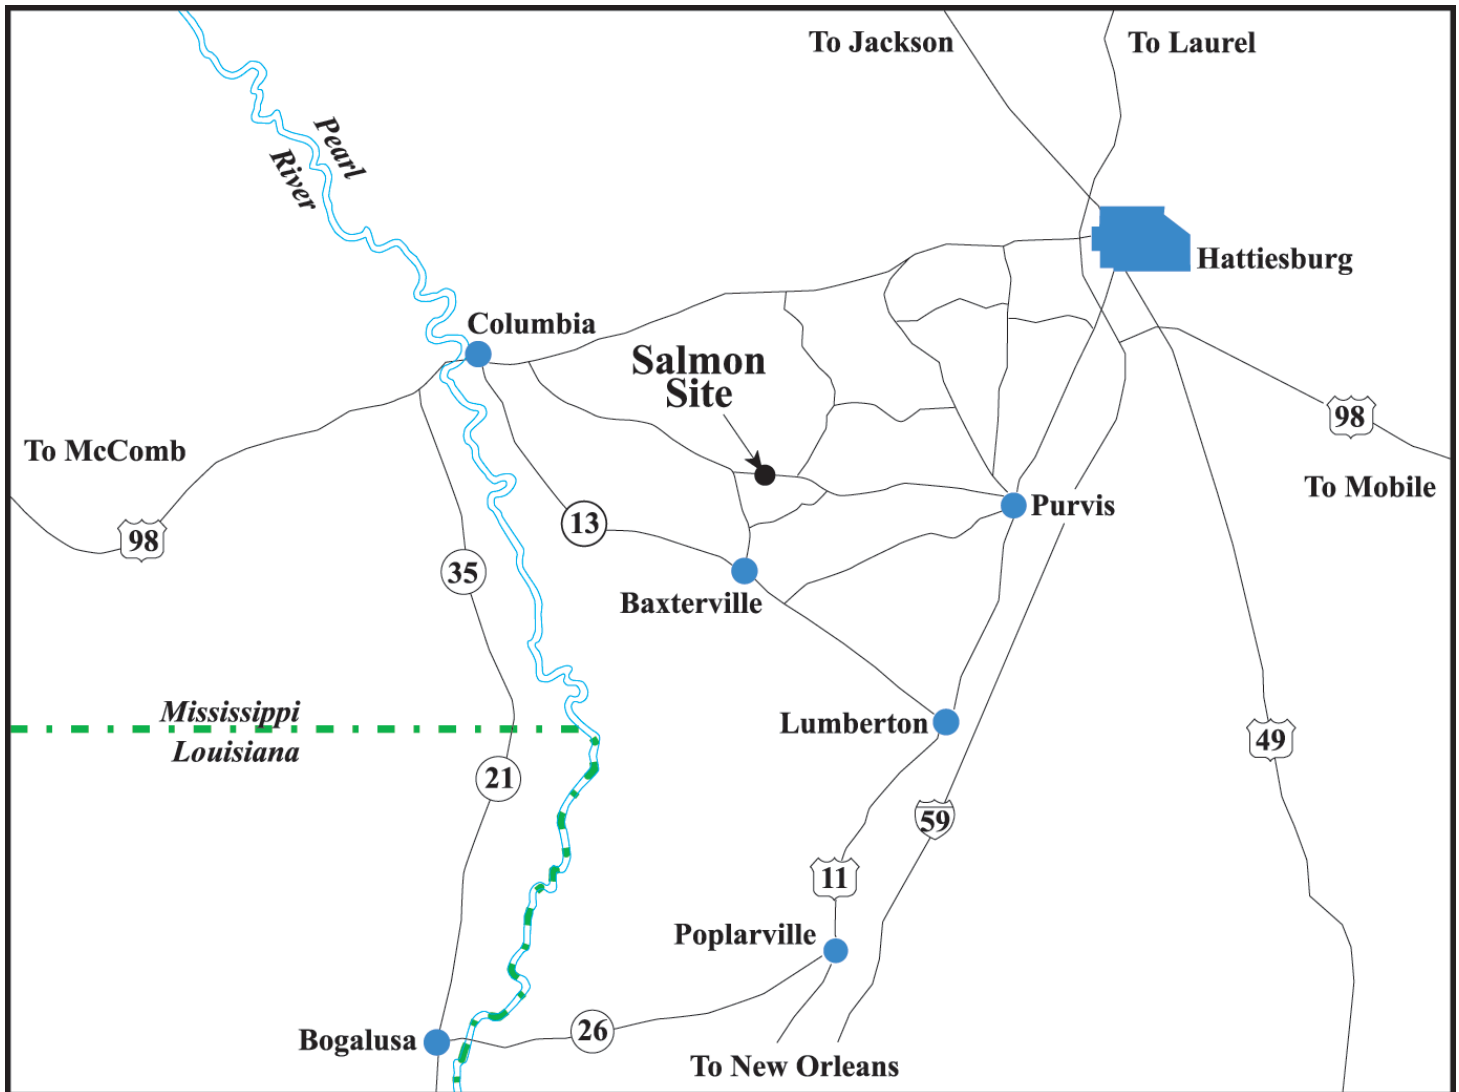 To Jackson
To Laurel
Pearl
River
Hattiesburg
Columbia
Salmon
Site
98
To McComb
To Mobile
Purvis
13
98
35
Baxterville
Mississippi
Louisiana
Lumberton
49
21
59
11
Poplarville
26
Bogalusa
To New Orleans